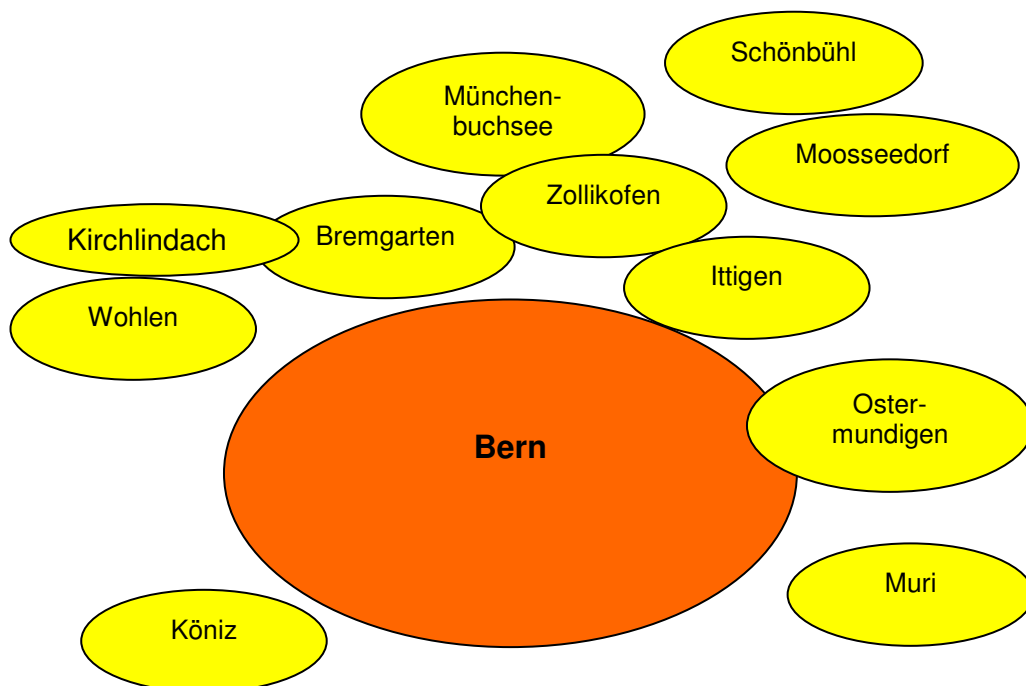 Schönbühl
München-
buchsee
Moosseedorf
Zollikofen
Kirchlindach
Bremgarten
Ittigen
Wohlen
Oster-
mundigen
Bern
Muri
Köniz